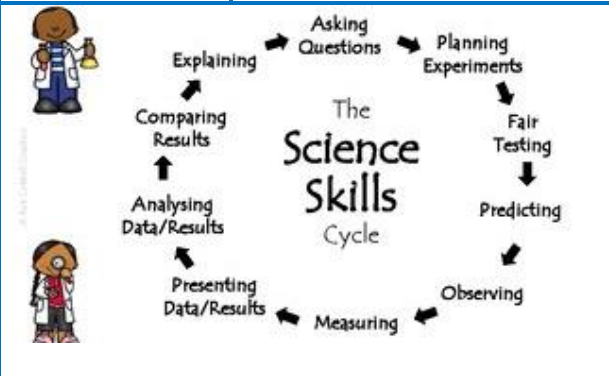 The
Science
Skills
Cycle
Asking
Questions
Planning
Experiments
Fair
Testing
Predicting
Observing
Measuring
Presenting
Data/Results
Analysing
Data/Results
Comparing
Results
Explaining